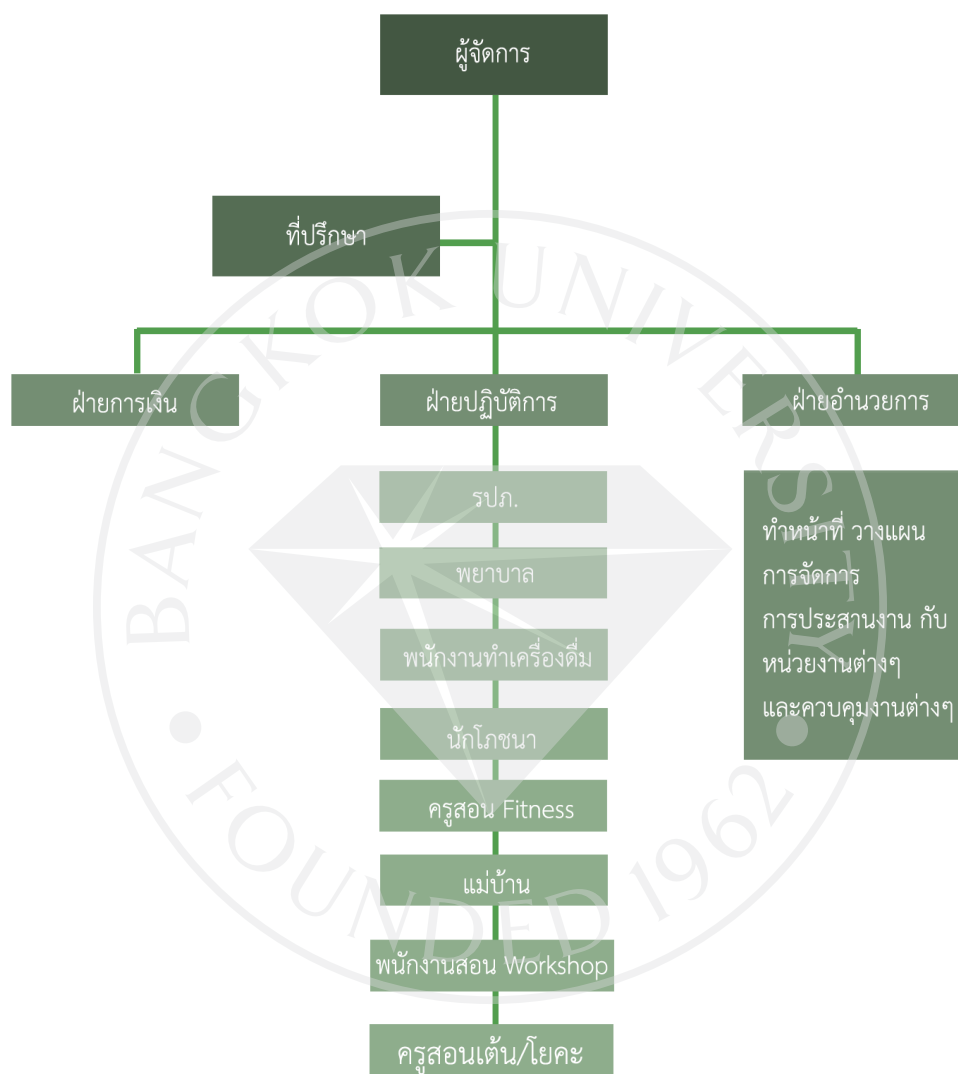 ผู้จัดการ
ที่ปรึกษา
ฝ่ายการเงิน
ฝ่ายปฏิบัติการ
ฝ่ายอำนวยการ
รปภ.
พยาบาล
พนักงานทำเครื่องดื่ม
นักโภชนา
ครูสอน Fitness
แม่บ้าน
พนักงานสอน Workshop
ครูสอนเต้น/โยคะ
ทำหน้าที่ วางแผน
การจัดการ
การประสานงาน กับ
หน่วยงานต่างๆ
และควบคุมงานต่างๆ
BANGKOK UNIVERSITY
FOUNDED 1962